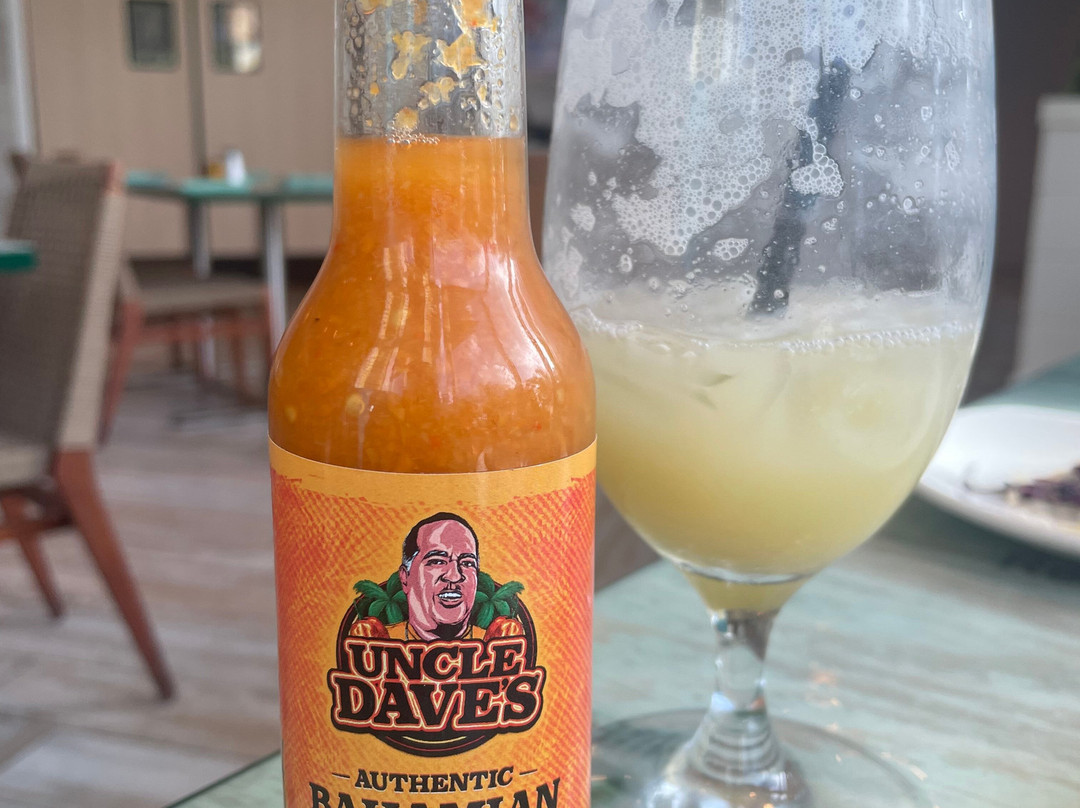 UNCLE
DAVE'S
— AUTHENTIC —
BAHAMIAN